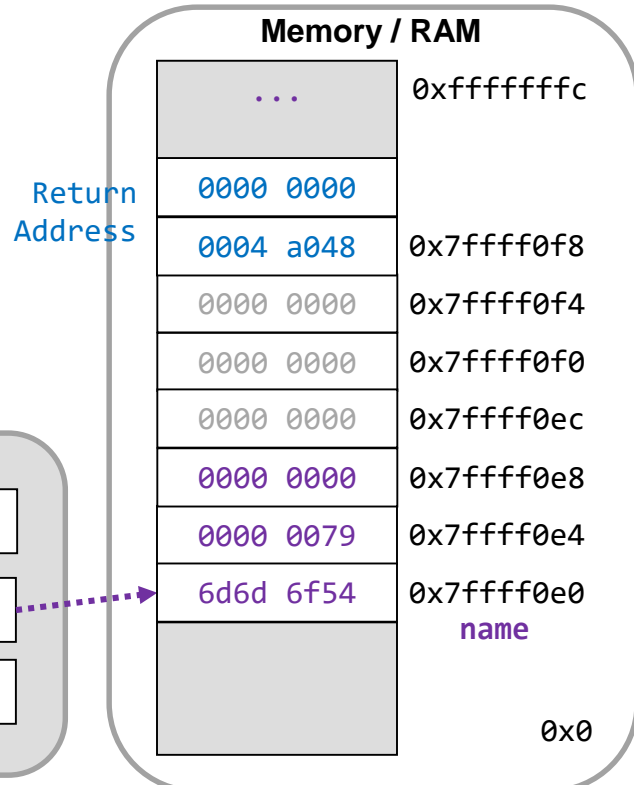 Memory / RAM
... 0xfffffffc
Return Address
0000 0000
0004 a048 0x7ffff0f8
0000 0000 0x7ffff0f4
0000 0000 0x7ffff0f0
0000 0000 0x7ffff0ec
0000 0000 0x7ffff0e8
0000 0079 0x7ffff0e4
6d6d 6f54 0x7ffff0e0
name
0x0